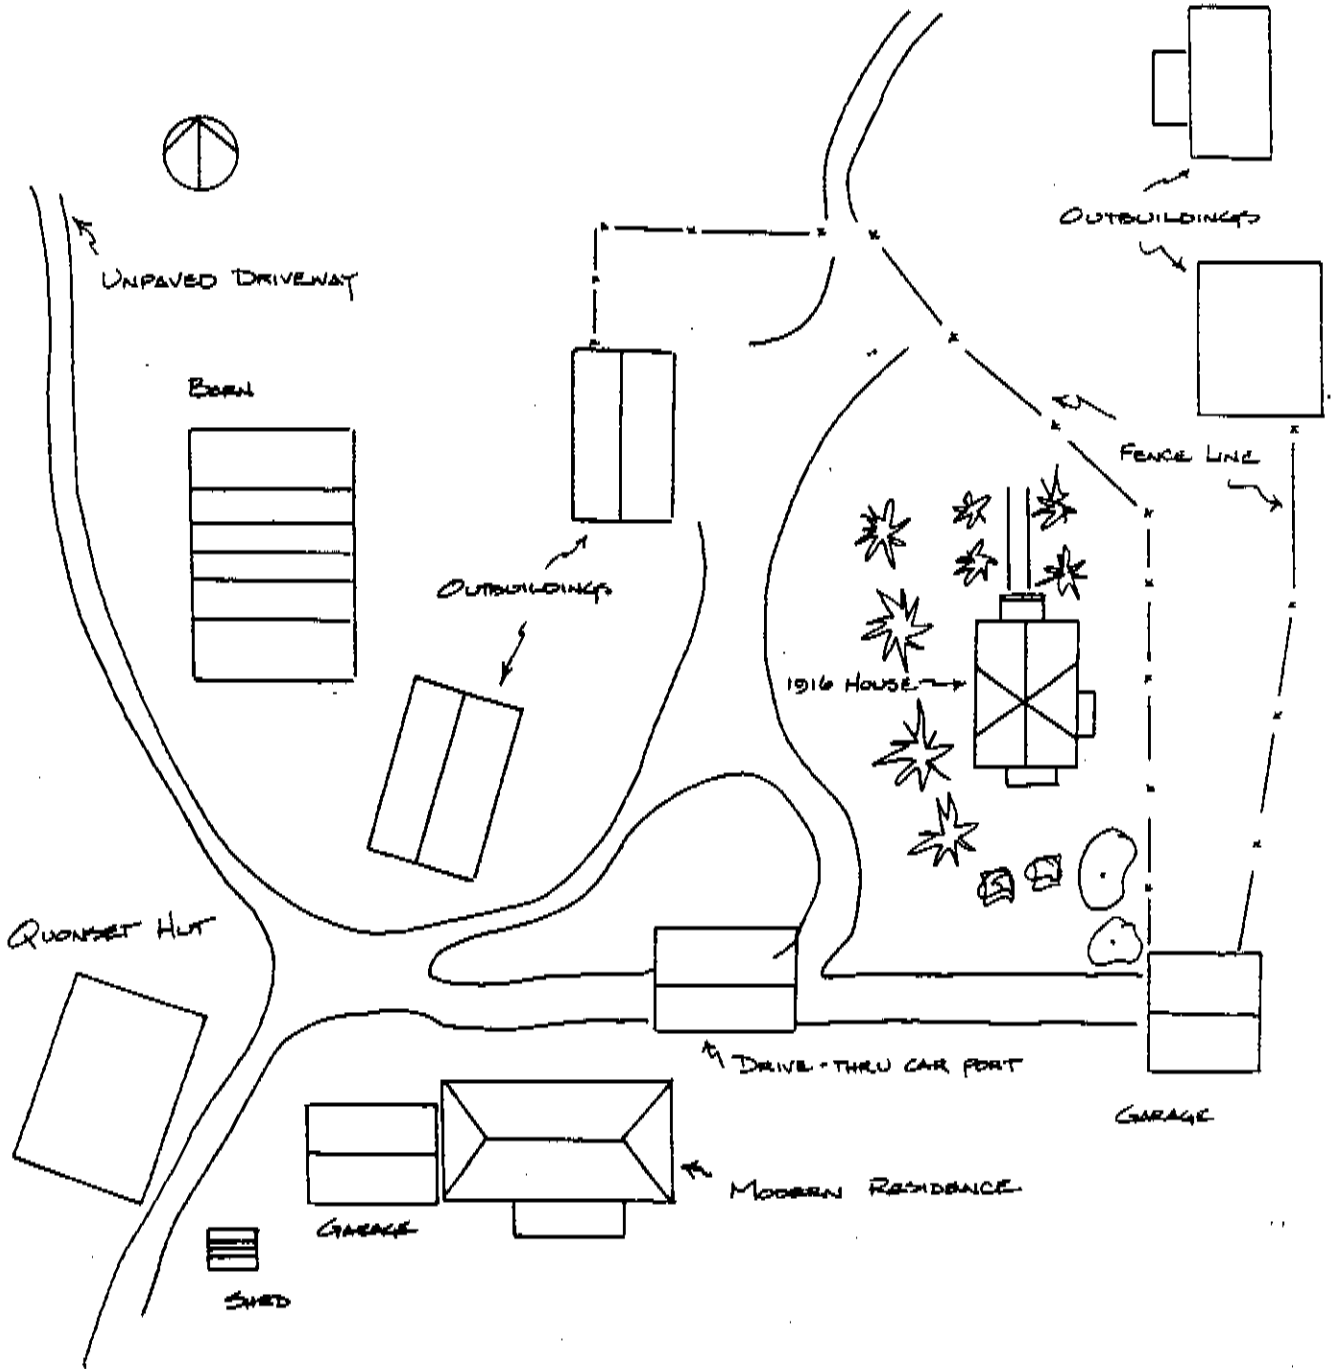 OUTBUILDINGS
UNPAVED DRIVEWAY
BARN
FENCE LINE
OUTBUILDINGS
1916 HOUSE
QUONSET HUT
DRIVE-THRU CAR PORT
GARAGE
MODERN RESIDENCE
GARAGE
SHED